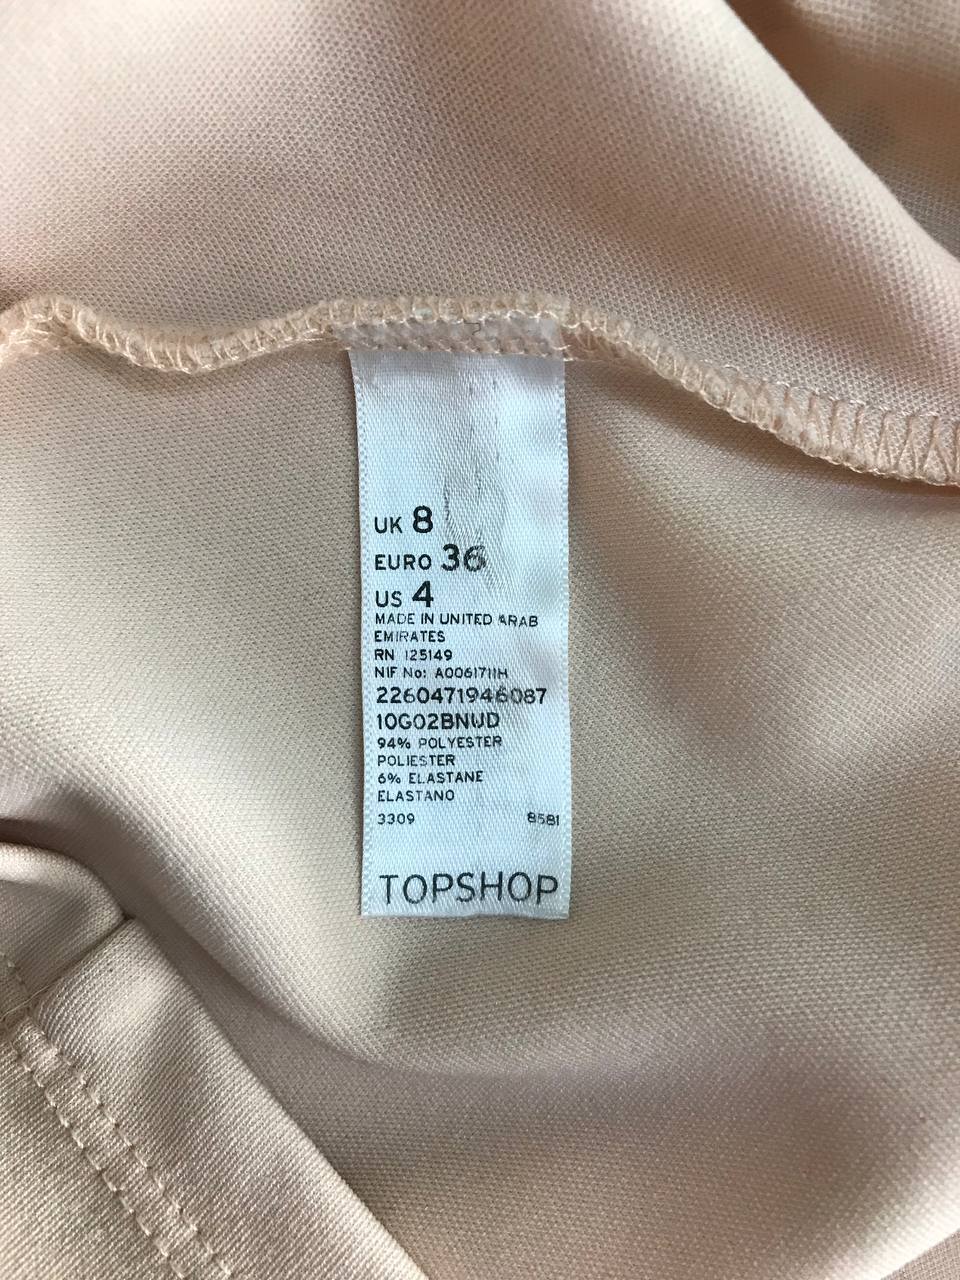 UK 8
EURO 36
US 4
MADE IN UNITED ARAB
EMIRATES
RN 125149
NIF No: A0061711H
2260471946087
10G02BNUD
94% POLYESTER
POLIESTER
6% ELASTANE
ELASTANO
3309 8581
TOPSHOP